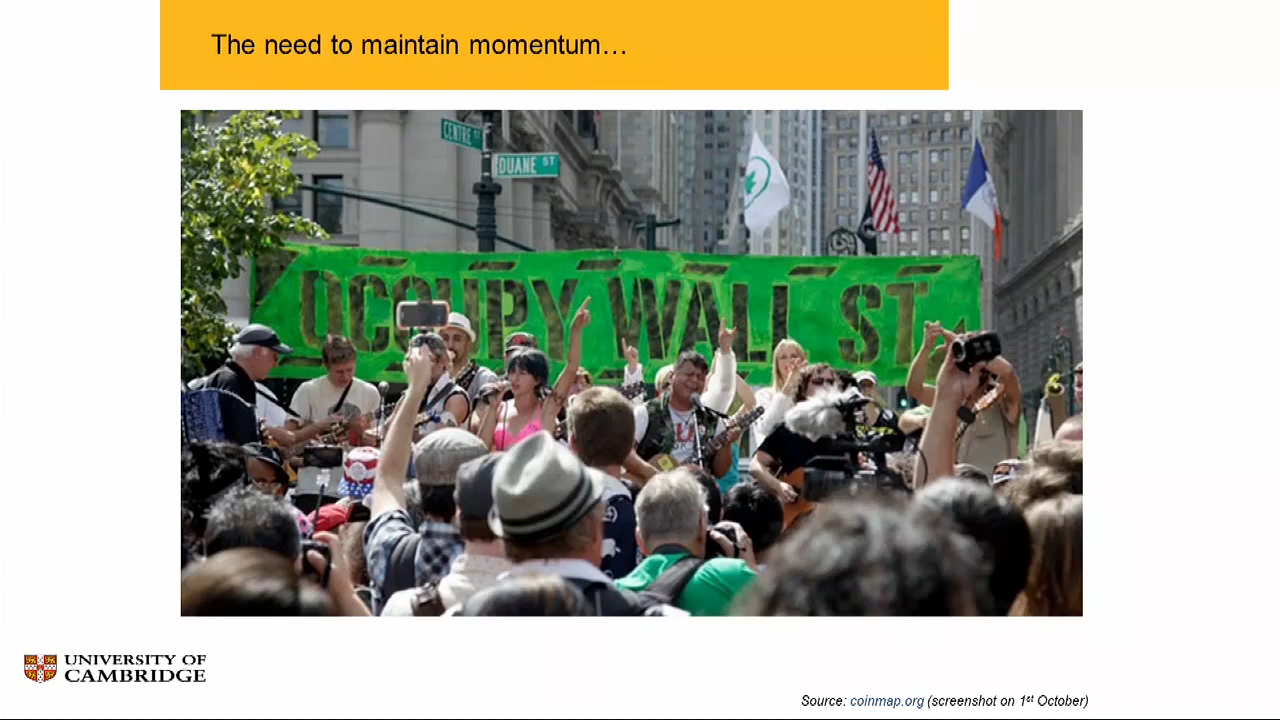 The need to maintain momentum…
CENTRE ST
DUANE ST
OCCUPY WALL ST
UNIVERSITY OF
CAMBRIDGE
Source: coinmap.org (screenshot on 1st October)